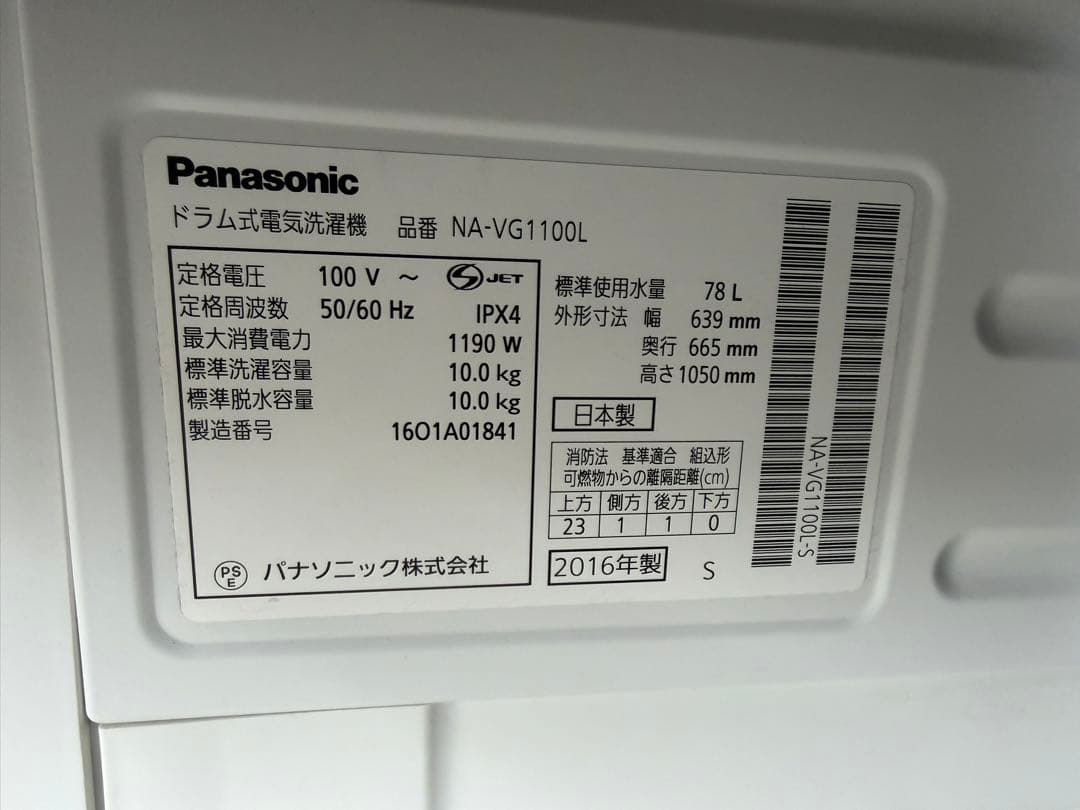 Panasonic
ドラム式電気洗濯機 品番 NA-VG1100L
定格電圧 100 V ~ S JET
定格周波数 50/60 Hz IPX4
最大消費電力 1190 W
標準洗濯容量 10.0 kg
標準脱水容量 10.0 kg
製造番号 16O1A01841
PS E パナソニック株式会社
標準使用水量 78 L
外形寸法 幅 639 mm
奥行 665 mm
高さ 1050 mm
日本製
消防法 基準適合 組込形
可燃物からの離隔距離(cm)
上方 側方 後方 下方
23 1 1 0
2016年製 S
NA-VG1100L-S